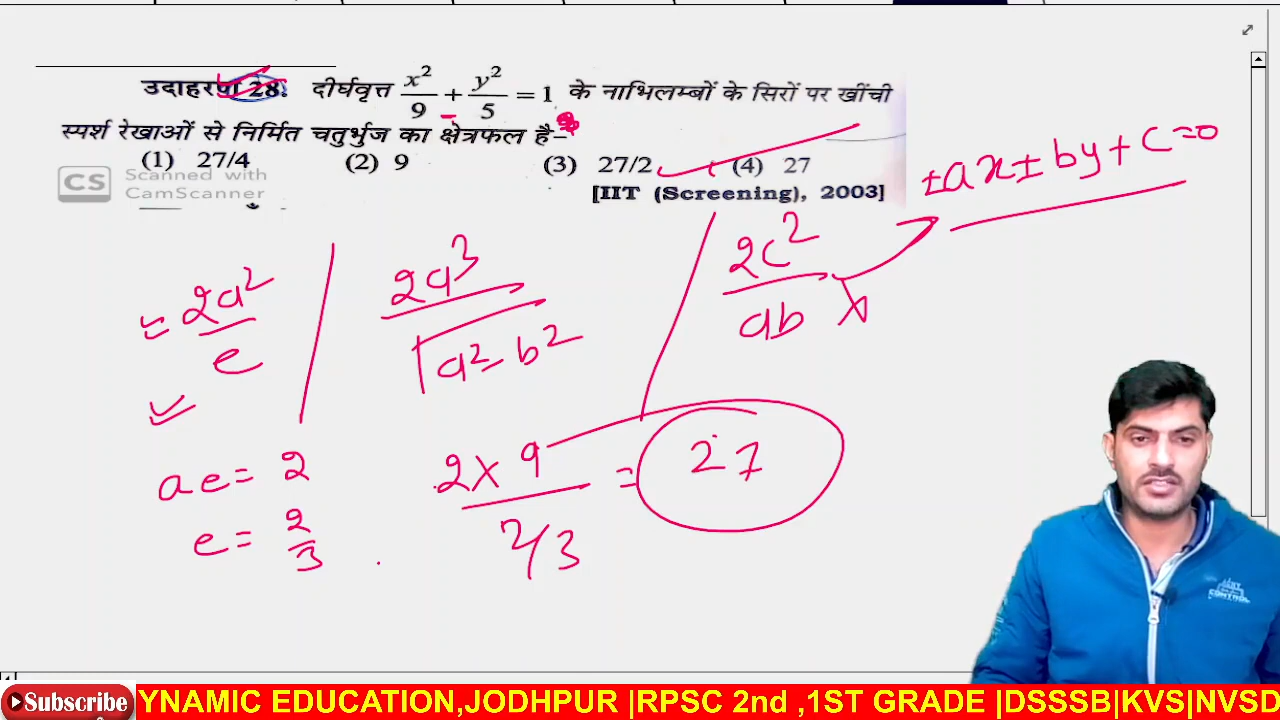 उदाहरण 28. दीर्घवृत्त x²/9 + y²/5 = 1 के नाभिलम्बों के सिरों पर खींची
स्पर्श रेखाओं से निर्मित चतुर्भुज का क्षेत्रफल है-
(1) 27/4 (2) 9 (3) 27/2 (4) 27
CS Scanned with CamScanner
[IIT (Screening), 2003]
±ax ± by + c = 0
= 2a²/e
2a³/√a²-b²
2c²/ab
ae = 2
e = 2/3
2 x 9 / 2/3 = 27
CONTROL
Subscribe
YNAMIC EDUCATION,JODHPUR |RPSC 2nd ,1ST GRADE |DSSSB|KVS|NVSD